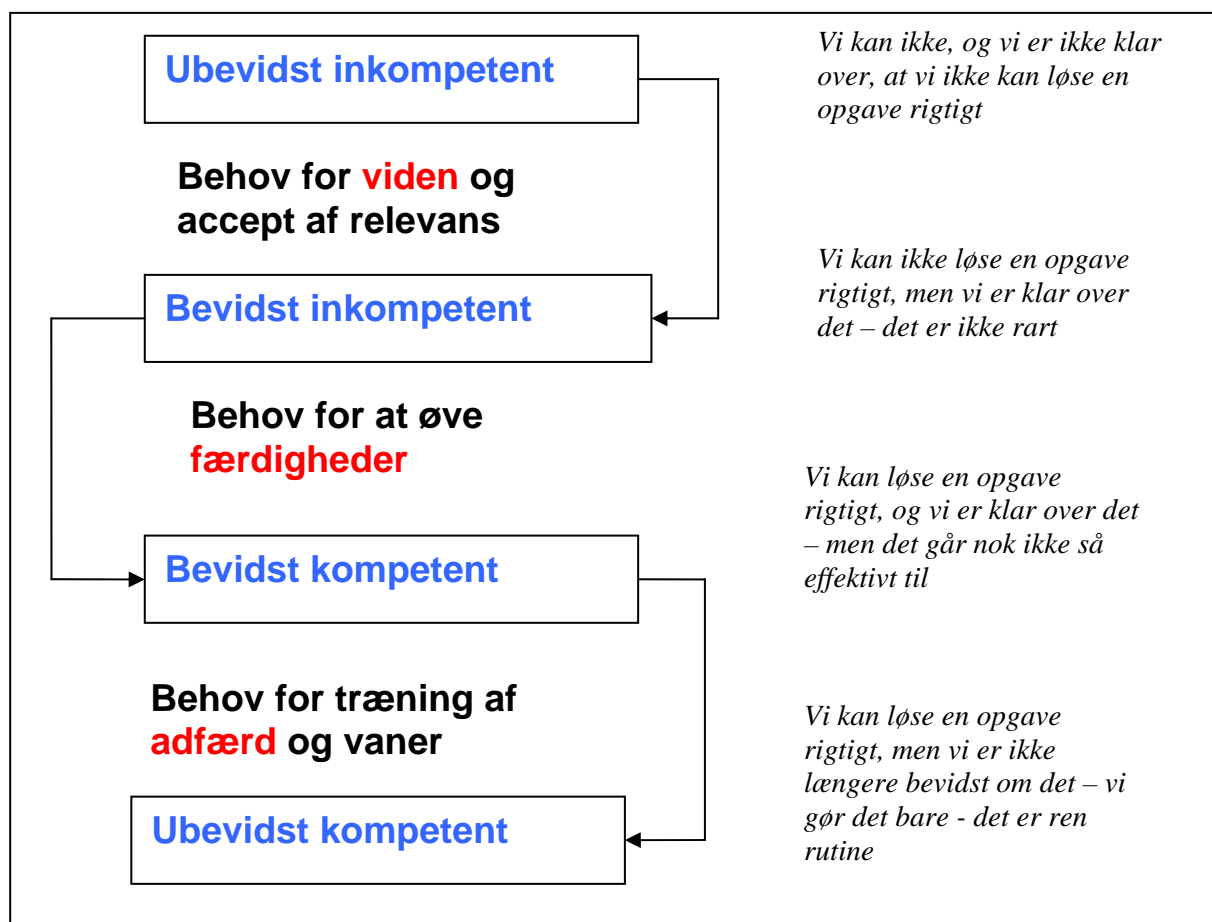 Ubevidst inkompetent
Vi kan ikke, og vi er ikke klar
over, at vi ikke kan løse en
opgave rigtigt
Behov for viden og
accept af relevans
Bevidst inkompetent
Vi kan ikke løse en opgave
rigtigt, men vi er klar over
det – det er ikke rart
Behov for at øve
færdigheder
Vi kan løse en opgave
rigtigt, og vi er klar over det
– men det går nok ikke så
effektivt til
Bevidst kompetent
Behov for træning af
adfærd og vaner
Vi kan løse en opgave
rigtigt, men vi er ikke
længere bevidst om det – vi
gør det bare - det er ren
rutine
Ubevidst kompetent